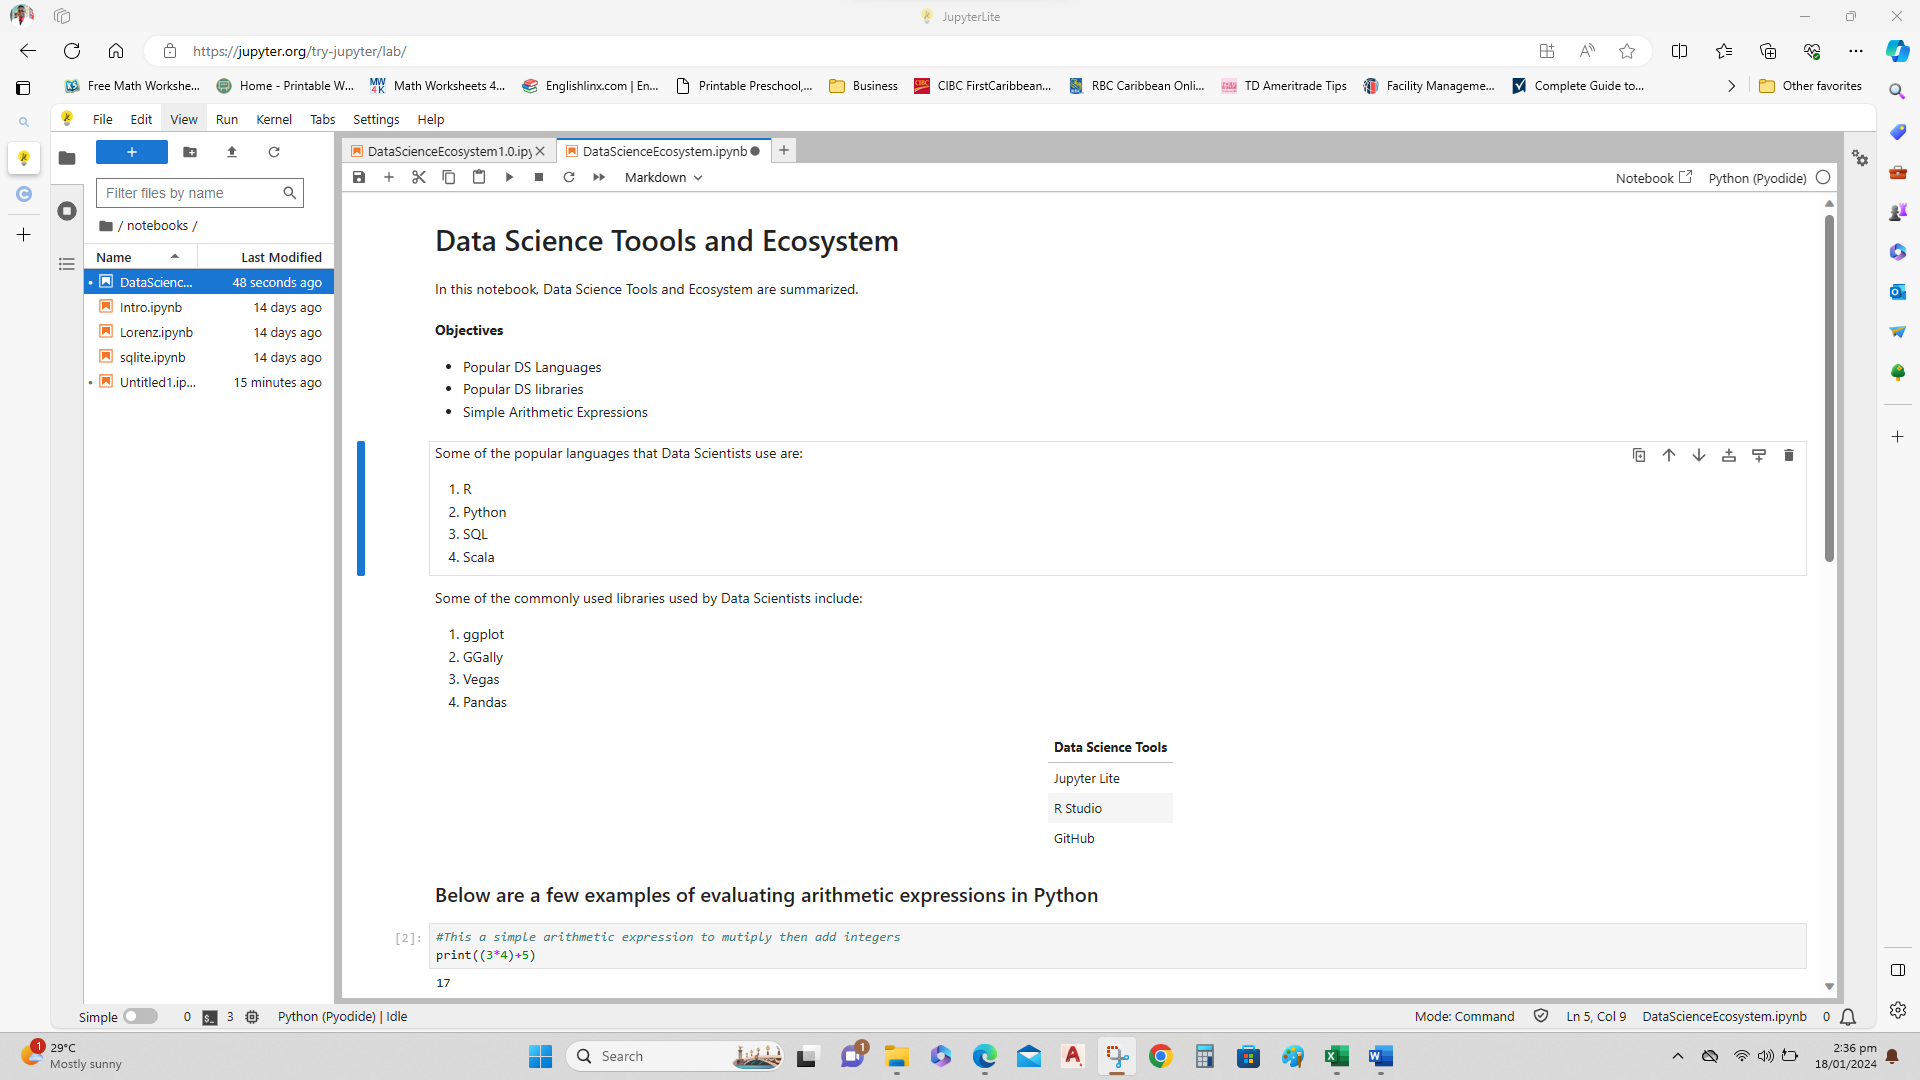 JupyterLite
https://jupyter.org/try-jupyter/lab/
Free Math Workshe... Home - Printable W... Math Worksheets 4... Englishlinx.com | En... Printable Preschool,... Business CIBC FirstCaribbean... RBC Caribbean Onli... TD Ameritrade Tips Facility Manageme... Complete Guide to... Other favorites
File Edit View Run Kernel Tabs Settings Help
DataScienceEcosystem1.0.ipy DataScienceEcosystem.ipynb
Markdown Notebook Python (Pyodide)
Filter files by name
/ notebooks /
Name Last Modified
DataScienc... 48 seconds ago
Intro.ipynb 14 days ago
Lorenz.ipynb 14 days ago
sqlite.ipynb 14 days ago
Untitled1.ip... 15 minutes ago
Data Science Toools and Ecosystem
In this notebook, Data Science Tools and Ecosystem are summarized.
Objectives
• Popular DS Languages
• Popular DS libraries
• Simple Arithmetic Expressions
Some of the popular languages that Data Scientists use are:
1. R
2. Python
3. SQL
4. Scala
Some of the commonly used libraries used by Data Scientists include:
1. ggplot
2. GGally
3. Vegas
4. Pandas
Data Science Tools
Jupyter Lite
R Studio
GitHub
Below are a few examples of evaluating arithmetic expressions in Python
[2]: #This a simple arithmetic expression to mutiply then add integers
print((3*4)+5)
17
Simple 0 3 Python (Pyodide) | Idle Mode: Command Ln 5, Col 9 DataScienceEcosystem.ipynb 0
1 29°C
Mostly sunny
Search
1
2:36 pm
18/01/2024